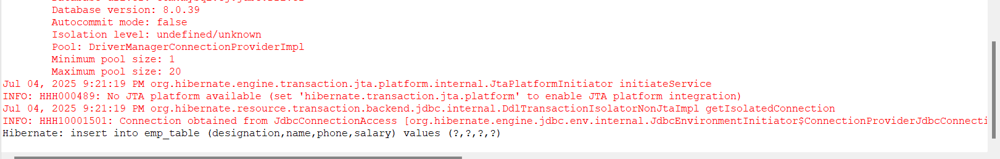 Database version: 8.0.39
Autocommit mode: false
Isolation level: undefined/unknown
Pool: DriverManagerConnectionProviderImpl
Minimum pool size: 1
Maximum pool size: 20
Jul 04, 2025 9:21:19 PM org.hibernate.engine.transaction.jta.platform.internal.JtaPlatformInitiator initiateService
INFO: HHH000489: No JTA platform available (set 'hibernate.transaction.jta.platform' to enable JTA platform integration)
Jul 04, 2025 9:21:19 PM org.hibernate.resource.transaction.backend.jdbc.internal.DdlTransactionIsolatorNonJtaImpl getIsolatedConnection
INFO: HHH10001501: Connection obtained from JdbcConnectionAccess [org.hibernate.engine.jdbc.env.internal.JdbcEnvironmentInitiator$ConnectionProviderJdbcConnecti
Hibernate: insert into emp_table (designation,name,phone,salary) values (?,?,?,?)